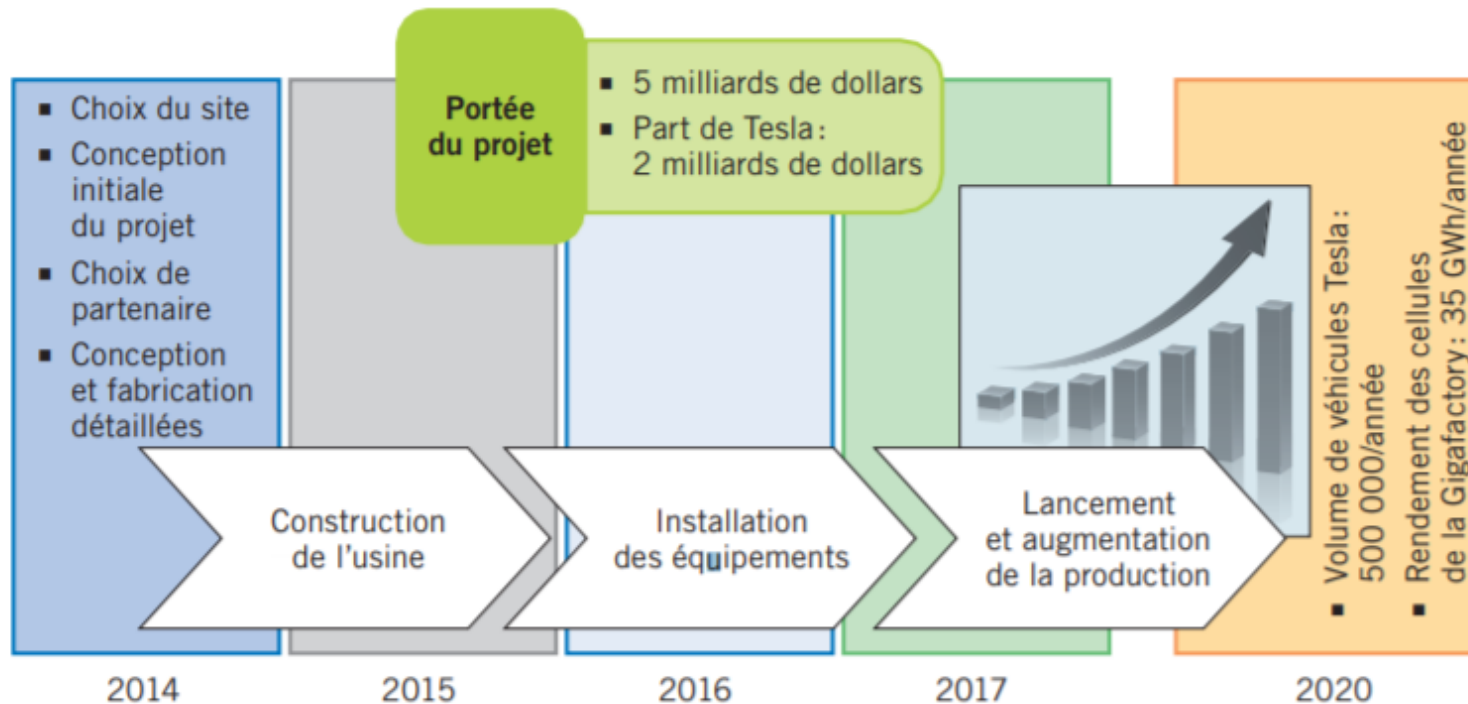 ▪ Choix du site
▪ Conception
initiale
du projet
▪ Choix de
partenaire
▪ Conception
et fabrication
détaillées
Portée
du projet
▪ 5 milliards de dollars
▪ Part de Tesla :
2 milliards de dollars
Construction
de l'usine
Installation
des équipements
Lancement
et augmentation
de la production
▪ Volume de véhicules Tesla :
500 000/année
▪ Rendement des cellules
de la Gigafactory : 35 GWh/année
2014
2015
2016
2017
2020